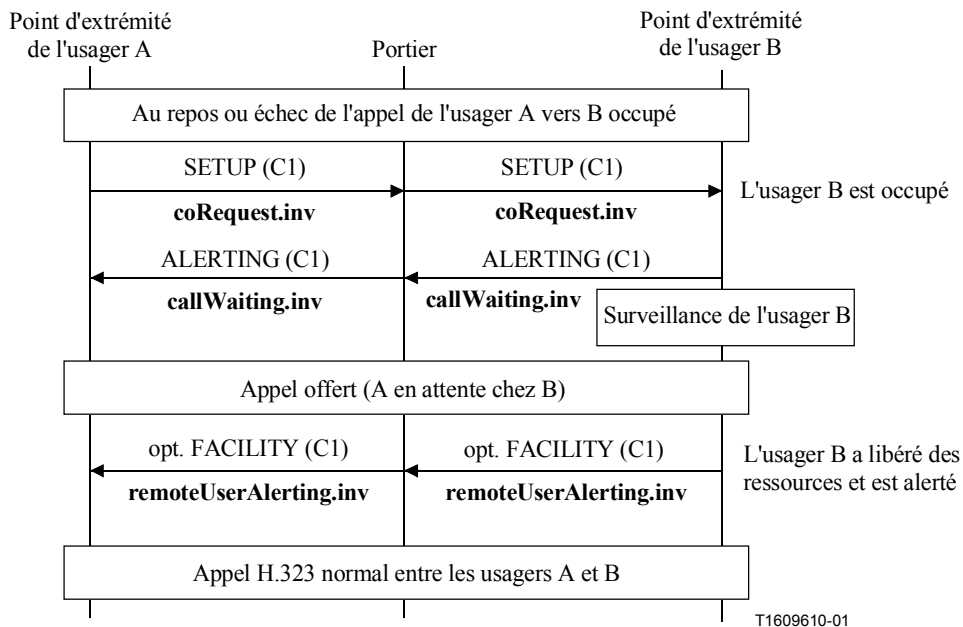 Point d'extrémité
de l'usager A
Portier
Point d'extrémité
de l'usager B
Au repos ou échec de l'appel de l'usager A vers B occupé
SETUP (C1)
SETUP (C1)
coRequest.inv
coRequest.inv
L'usager B est occupé
ALERTING (C1)
ALERTING (C1)
callWaiting.inv
callWaiting.inv
Surveillance de l'usager B
Appel offert (A en attente chez B)
opt. FACILITY (C1)
opt. FACILITY (C1)
remoteUserAlerting.inv
remoteUserAlerting.inv
L'usager B a libéré des
ressources et est alerté
Appel H.323 normal entre les usagers A et B
T1609610-01